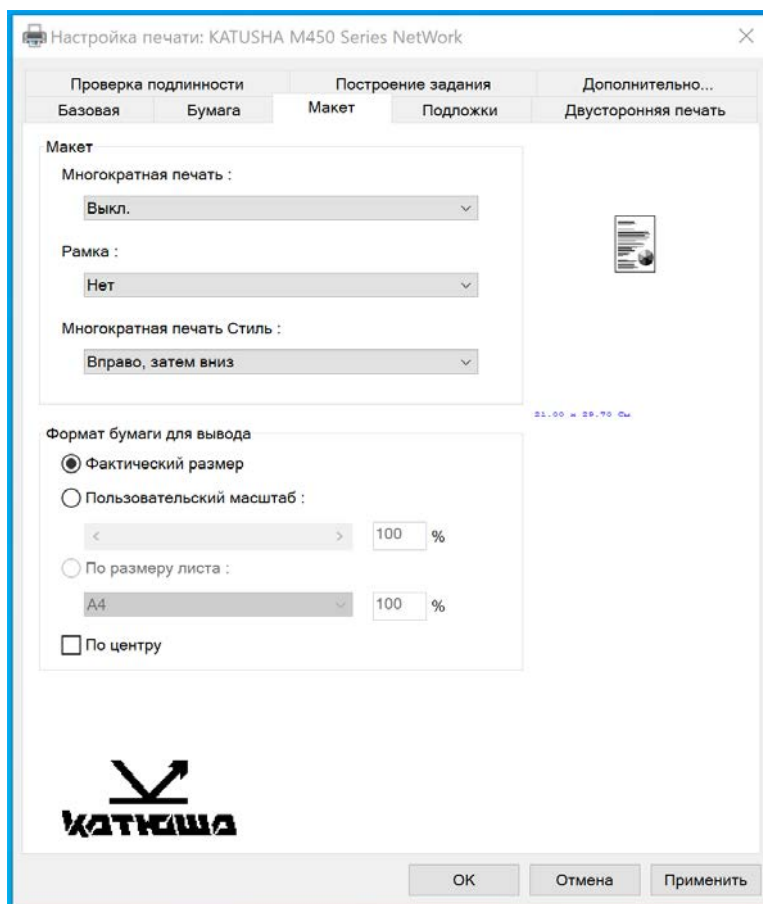 Настройка печати: KATUSHA M450 Series NetWork
Проверка подлинности Построение задания Дополнительно...
Базовая Бумага Макет Подложки Двусторонняя печать
Макет
Многократная печать :
Выкл.
Рамка :
Нет
Многократная печать Стиль :
Вправо, затем вниз
21.00 x 29.70 См
Формат бумаги для вывода
Фактический размер
Пользовательский масштаб :
100 %
По размеру листа :
A4 100 %
По центру
катюша
OK Отмена Применить